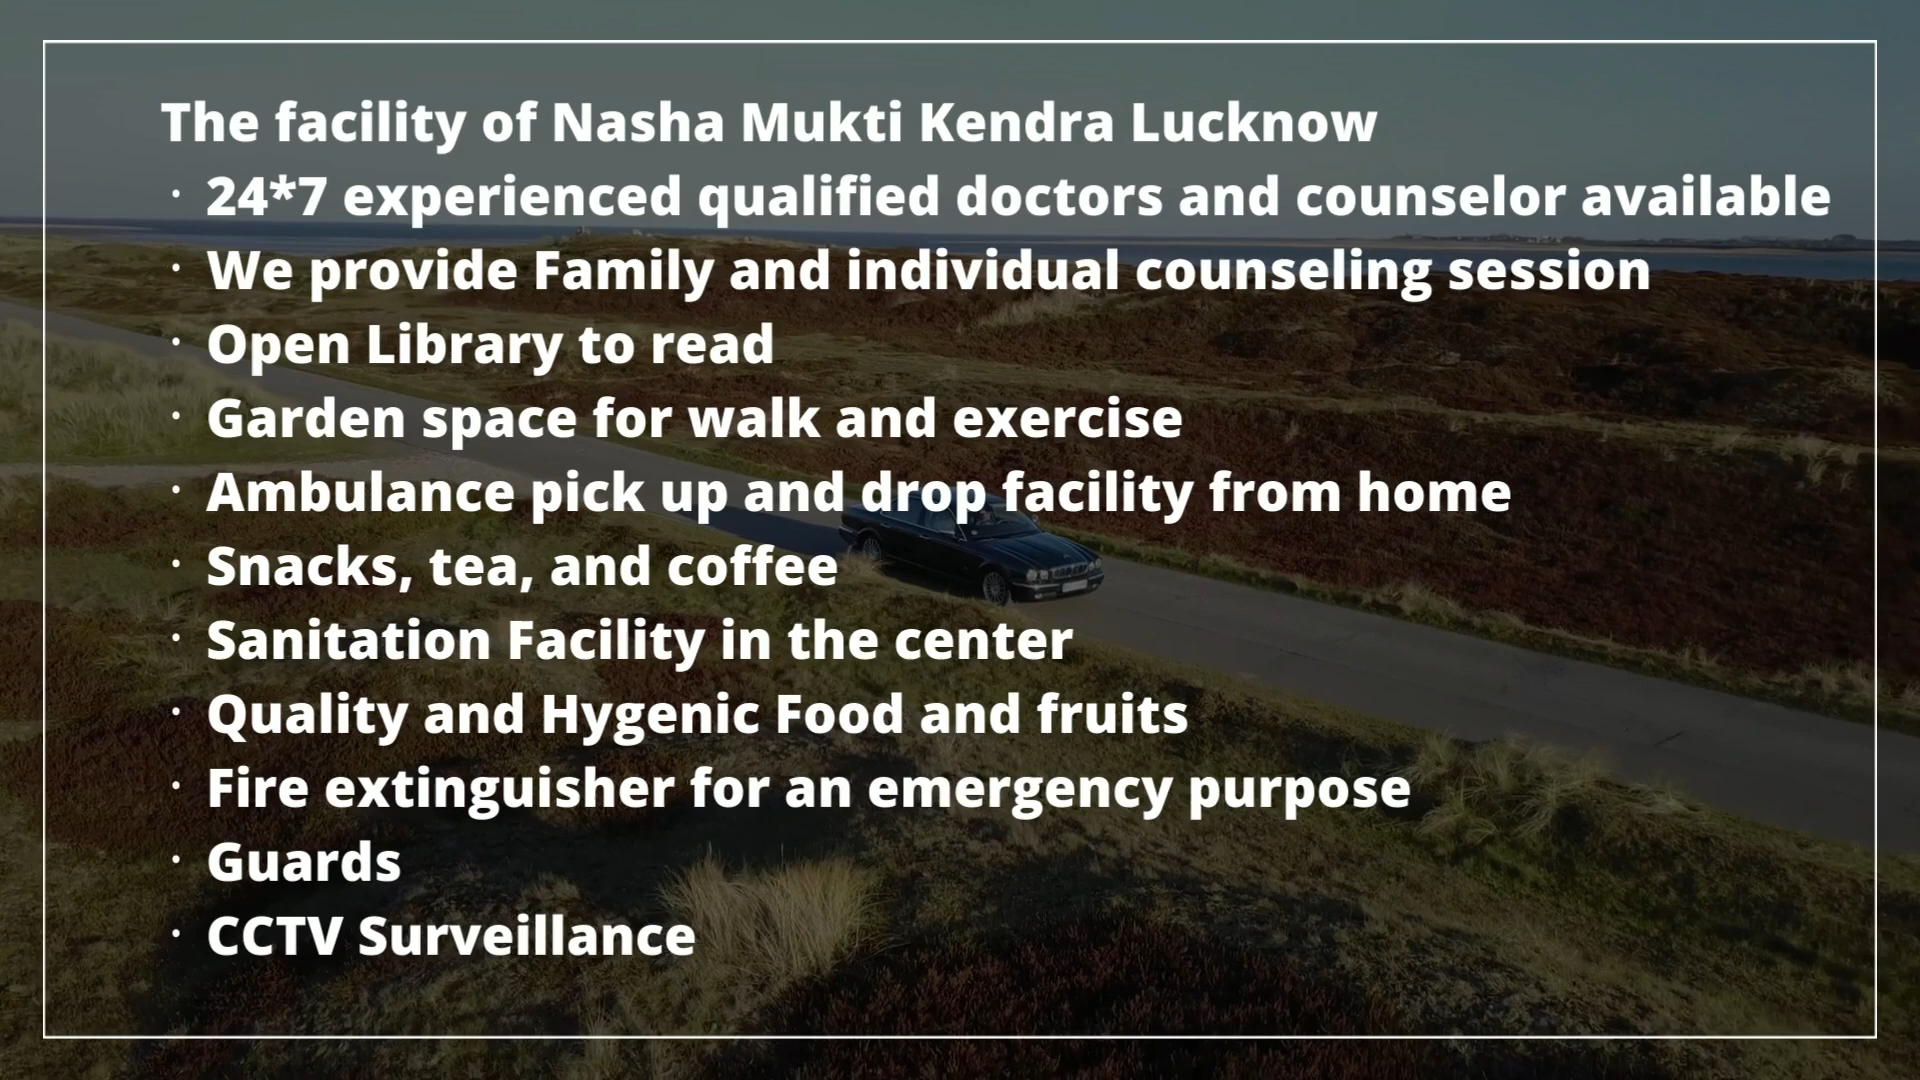 The facility of Nasha Mukti Kendra Lucknow
· 24*7 experienced qualified doctors and counselor available
· We provide Family and individual counseling session
· Open Library to read
· Garden space for walk and exercise
· Ambulance pick up and drop facility from home
· Snacks, tea, and coffee
· Sanitation Facility in the center
· Quality and Hygenic Food and fruits
· Fire extinguisher for an emergency purpose
· Guards
· CCTV Surveillance